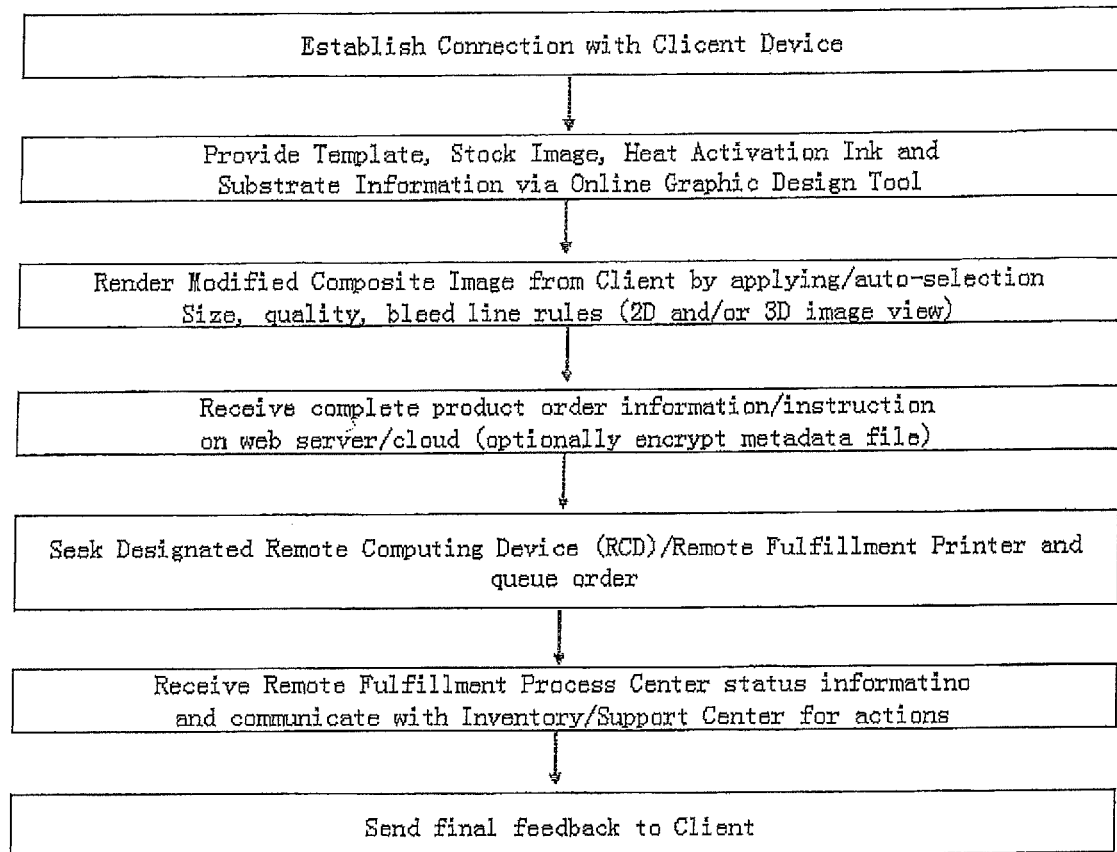 Establish Connection with Clicent Device
Provide Template, Stock Image, Heat Activation Ink and
Substrate Information via Online Graphic Design Tool
Render Modified Composite Image from Client by applying/auto-selection
Size, quality, bleed line rules (2D and/or 3D image view)
Receive complete product order information/instruction
on web server/cloud (optionally encrypt metadata file)
Seek Designated Remote Computing Device (RCD)/Remote Fulfillment Printer and
queue order
Receive Remote Fulfillment Process Center status informatino
and communicate with Inventory/Support Center for actions
Send final feedback to Client